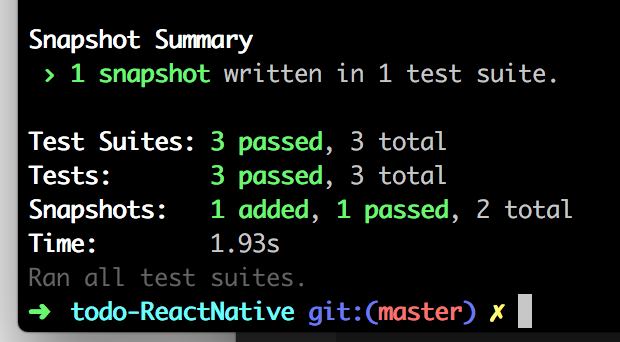 Snapshot Summary
› 1 snapshot written in 1 test suite.
Test Suites: 3 passed, 3 total
Tests: 3 passed, 3 total
Snapshots: 1 added, 1 passed, 2 total
Time: 1.93s
Ran all test suites.
➜ todo-ReactNative git:(master) ✗